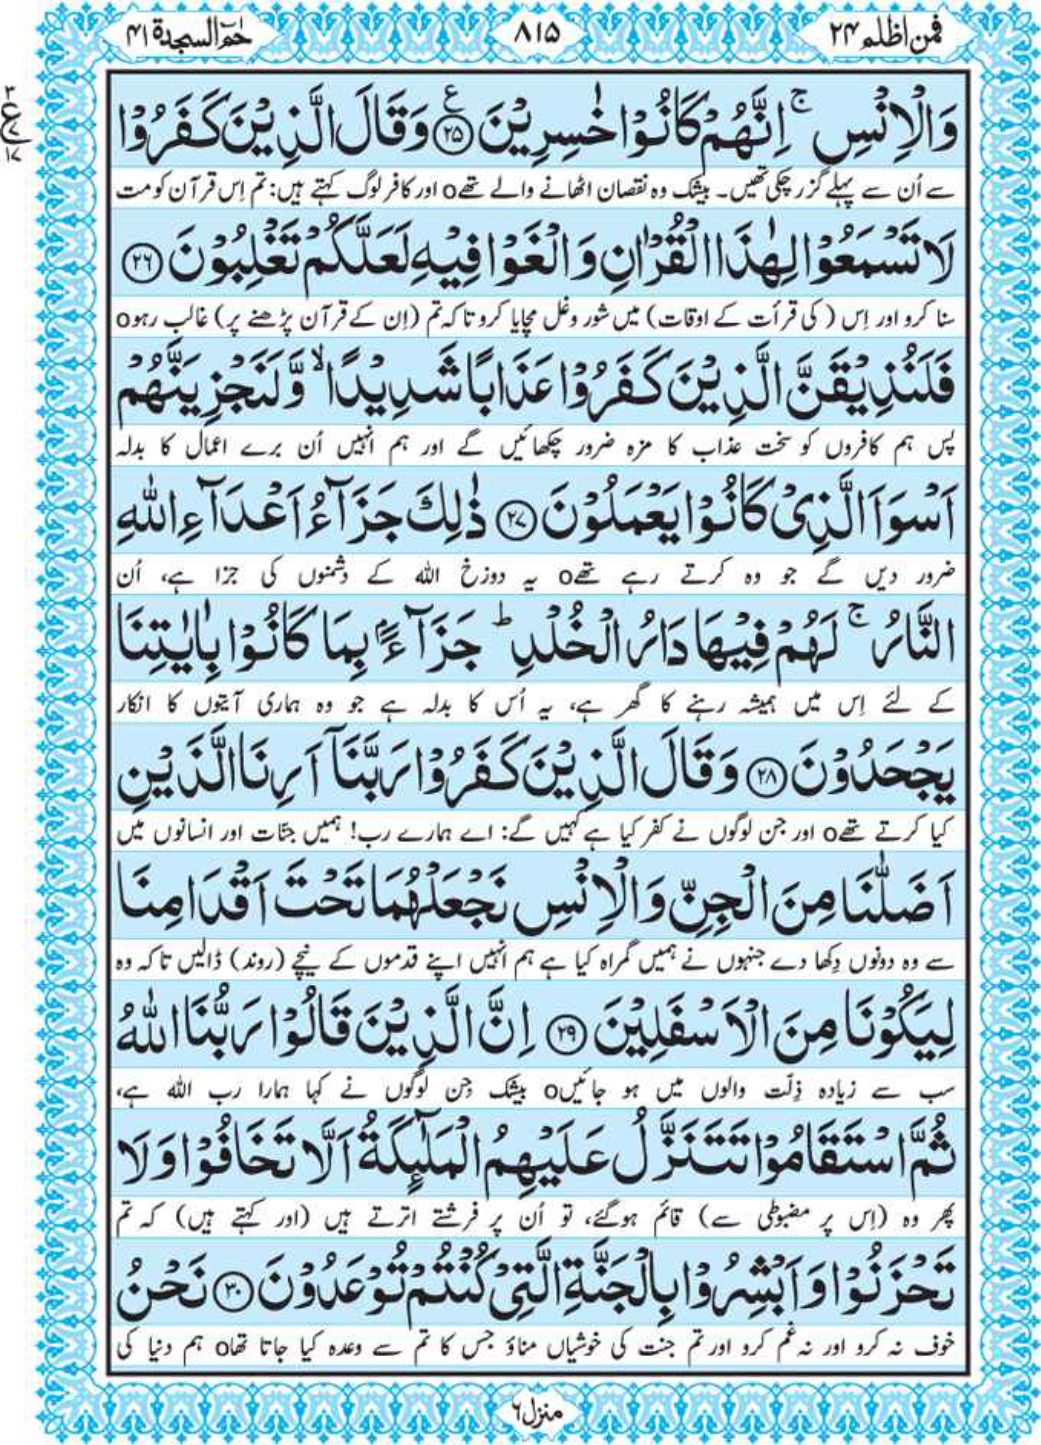 فمن اظلم ۲۴
۸۱۵
حٰمٓ السجدة ۴۱
۳
ع
۱۷
وَالْاِنْسِ ۚ اِنَّهُمْ كَانُوْا خٰسِرِيْنَ ﴿۲۵﴾ ع وَقَالَ الَّذِيْنَ كَفَرُوْا
سے اُن سے پہلے گزر چکی تھیں۔ بیشک وہ نقصان اٹھانے والے تھےo اور کافر لوگ کہتے ہیں: تم اِس قرآن کو مت
لَا تَسْمَعُوْا لِهٰذَا الْقُرْاٰنِ وَالْغَوْا فِيْهِ لَعَلَّكُمْ تَغْلِبُوْنَ ﴿۲۶﴾
سنا کرو اور اِس (کی قرأت کے اوقات) میں شور و غل مچایا کرو تاکہ تم (اِن کے قرآن پڑھنے پر) غالب رہوo
فَلَنُذِيْقَنَّ الَّذِيْنَ كَفَرُوْا عَذَابًا شَدِيْدًا ۙ وَّلَنَجْزِيَنَّهُمْ
پس ہم کافروں کو سخت عذاب کا مزہ ضرور چکھائیں گے اور ہم انہیں اُن برے اعمال کا بدلہ
اَسْوَاَ الَّذِيْ كَانُوْا يَعْمَلُوْنَ ﴿۲۷﴾ ذٰلِكَ جَزَآءُ اَعْدَآءِ اللّٰهِ
ضرور دیں گے جو وہ کرتے رہے تھےo یہ دوزخ اللہ کے دشمنوں کی جزا ہے، اُن
النَّارُ ۚ لَهُمْ فِيْهَا دَارُ الْخُلْدِ ؕ جَزَآءًۢ بِمَا كَانُوْا بِاٰيٰتِنَا
کے لئے اِس میں ہمیشہ رہنے کا گھر ہے، یہ اُس کا بدلہ ہے جو وہ ہماری آیتوں کا انکار
يَجْحَدُوْنَ ﴿۲۸﴾ وَقَالَ الَّذِيْنَ كَفَرُوْا رَبَّنَآ اَرِنَا الَّذَيْنِ
کیا کرتے تھےo اور جن لوگوں نے کفر کیا ہے کہیں گے: اے ہمارے رب! ہمیں جنّات اور انسانوں میں
اَضَلّٰنَا مِنَ الْجِنِّ وَالْاِنْسِ نَجْعَلْهُمَا تَحْتَ اَقْدَامِنَا
سے وہ دونوں دِکھا دے جنہوں نے ہمیں گمراہ کیا ہے ہم انہیں اپنے قدموں کے نیچے (روند) ڈالیں تاکہ وہ
لِيَكُوْنَا مِنَ الْاَسْفَلِيْنَ ﴿۲۹﴾ اِنَّ الَّذِيْنَ قَالُوْا رَبُّنَا اللّٰهُ
سب سے زیادہ ذِلّت والوں میں ہو جائیںo بیشک جِن لوگوں نے کہا ہمارا رب اللہ ہے،
ثُمَّ اسْتَقَامُوْا تَتَنَزَّلُ عَلَيْهِمُ الْمَلٰٓئِكَةُ اَلَّا تَخَافُوْا وَلَا
پھر وہ (اِس پر مضبوطی سے) قائم ہوگئے، تو اُن پر فرشتے اترتے ہیں (اور کہتے ہیں) کہ تم
تَحْزَنُوْا وَاَبْشِرُوْا بِالْجَنَّةِ الَّتِيْ كُنْتُمْ تُوْعَدُوْنَ ﴿۳۰﴾ نَحْنُ
خوف نہ کرو اور نہ غم کرو اور تم جنت کی خوشیاں مناؤ جس کا تم سے وعدہ کیا جاتا تھاo ہم دنیا کی
منزل ۶